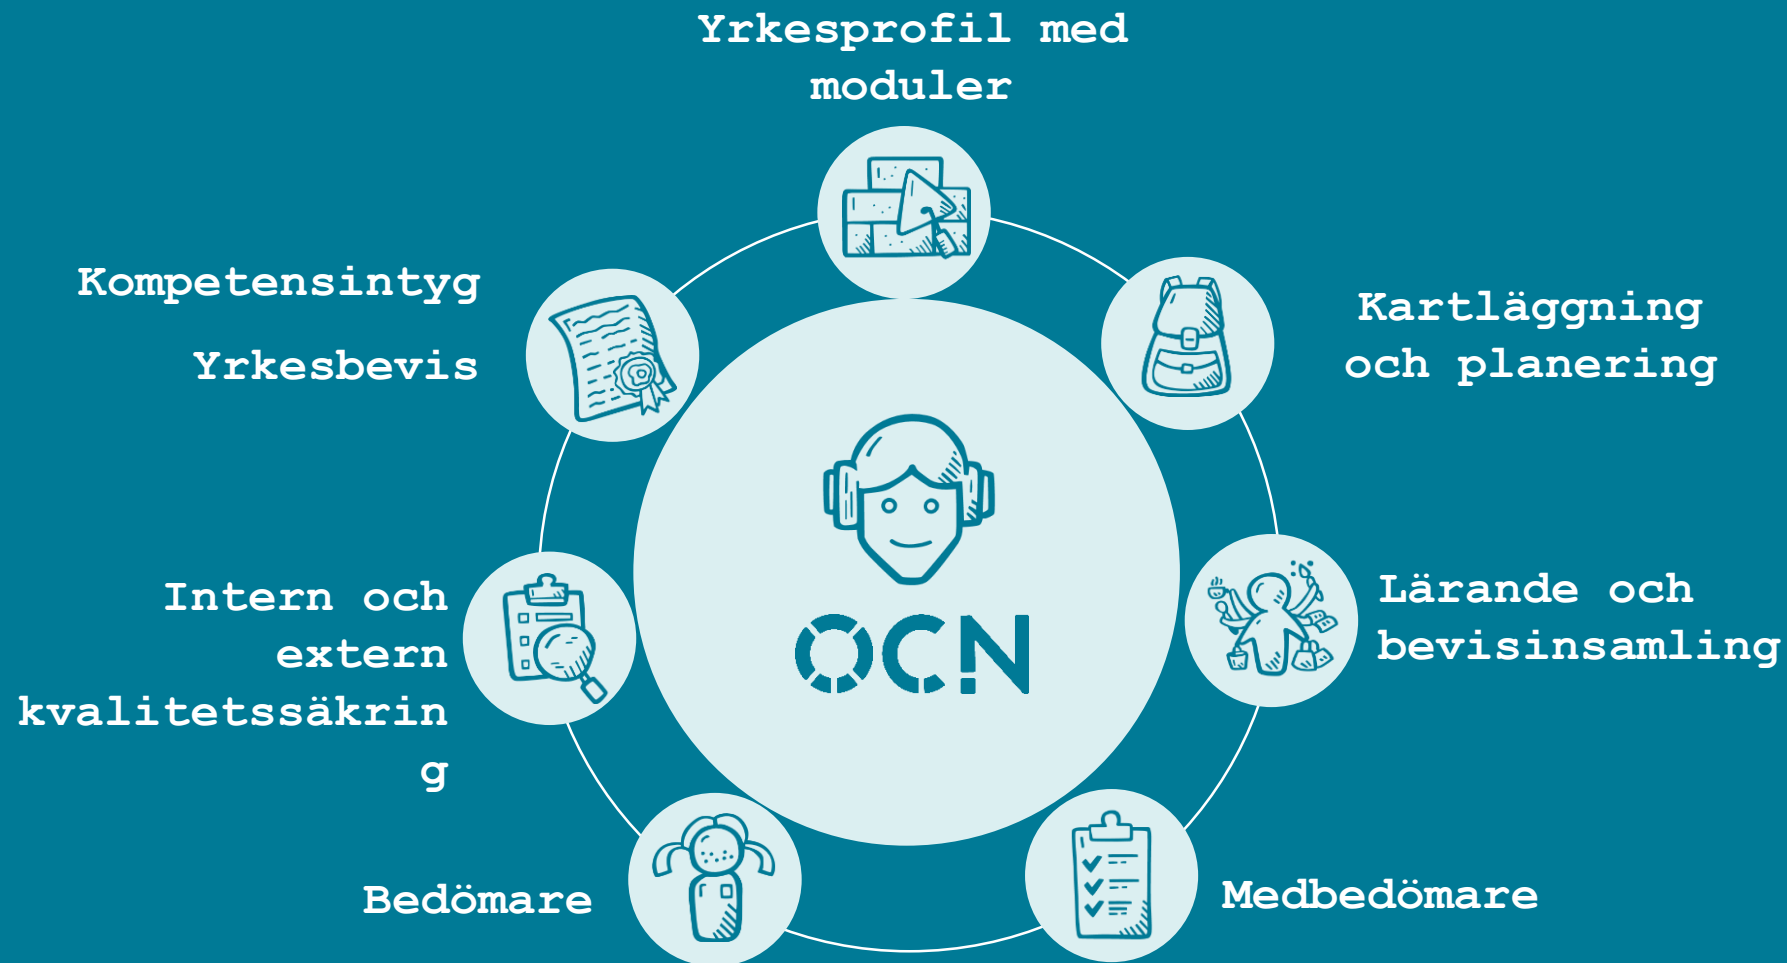 Yrkesprofil med
moduler
Kartläggning
och planering
Lärande och
bevisinsamling
Medbedömare
Bedömare
Intern och
extern
kvalitetssäkrin
g
Kompetensintyg
Yrkesbevis
OCN